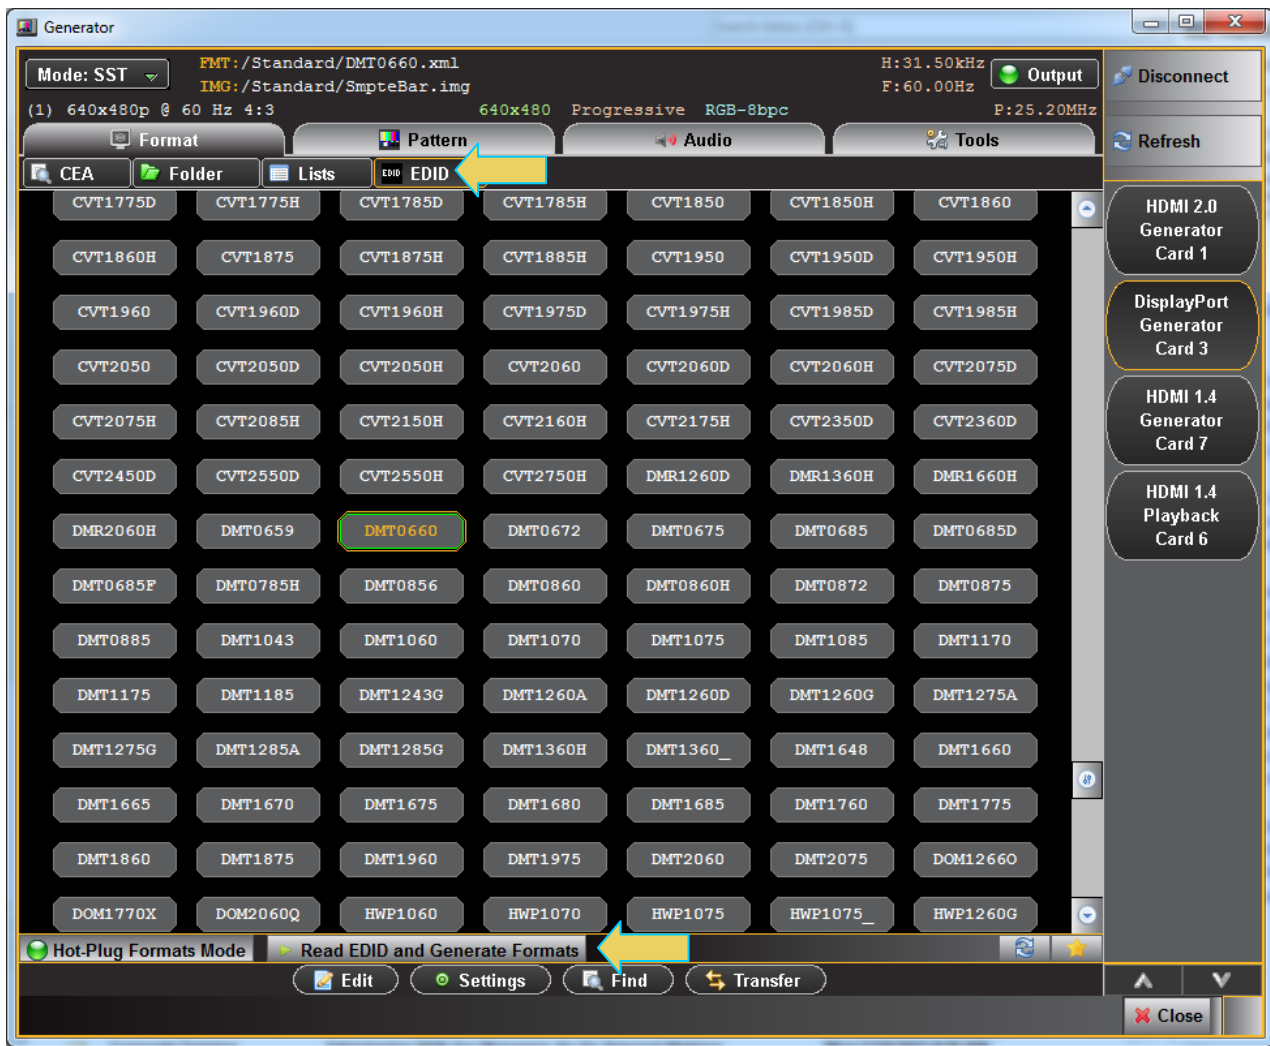 Generator
Mode: SST
FMT:/Standard/DMT0660.xml
IMG:/Standard/SmpteBar.img
H:31.50kHz
F:60.00Hz
Output
(1) 640x480p @ 60 Hz 4:3
640x480 Progressive RGB-8bpc
P:25.20MHz
Format Pattern Audio Tools
CEA Folder Lists EDID EDID
CVT1775D CVT1775H CVT1785D CVT1785H CVT1850 CVT1850H CVT1860
CVT1860H CVT1875 CVT1875H CVT1885H CVT1950 CVT1950D CVT1950H
CVT1960 CVT1960D CVT1960H CVT1975D CVT1975H CVT1985D CVT1985H
CVT2050 CVT2050D CVT2050H CVT2060 CVT2060D CVT2060H CVT2075D
CVT2075H CVT2085H CVT2150H CVT2160H CVT2175H CVT2350D CVT2360D
CVT2450D CVT2550D CVT2550H CVT2750H DMR1260D DMR1360H DMR1660H
DMR2060H DMT0659 DMT0660 DMT0672 DMT0675 DMT0685 DMT0685D
DMT0685F DMT0785H DMT0856 DMT0860 DMT0860H DMT0872 DMT0875
DMT0885 DMT1043 DMT1060 DMT1070 DMT1075 DMT1085 DMT1170
DMT1175 DMT1185 DMT1243G DMT1260A DMT1260D DMT1260G DMT1275A
DMT1275G DMT1285A DMT1285G DMT1360H DMT1360_ DMT1648 DMT1660
DMT1665 DMT1670 DMT1675 DMT1680 DMT1685 DMT1760 DMT1775
DMT1860 DMT1875 DMT1960 DMT1975 DMT2060 DMT2075 DOM1266O
DOM1770X DOM2060Q HWP1060 HWP1070 HWP1075 HWP1075_ HWP1260G
Hot-Plug Formats Mode Read EDID and Generate Formats
Edit Settings Find Transfer
Disconnect
Refresh
HDMI 2.0
Generator
Card 1
DisplayPort
Generator
Card 3
HDMI 1.4
Generator
Card 7
HDMI 1.4
Playback
Card 6
Close